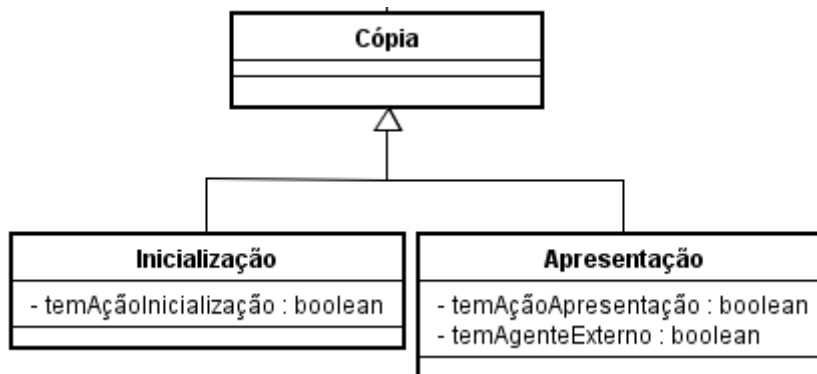 Cópia
Inicialização
- temAçãoInicialização : boolean
Apresentação
- temAçãoApresentação : boolean
- temAgenteExterno : boolean